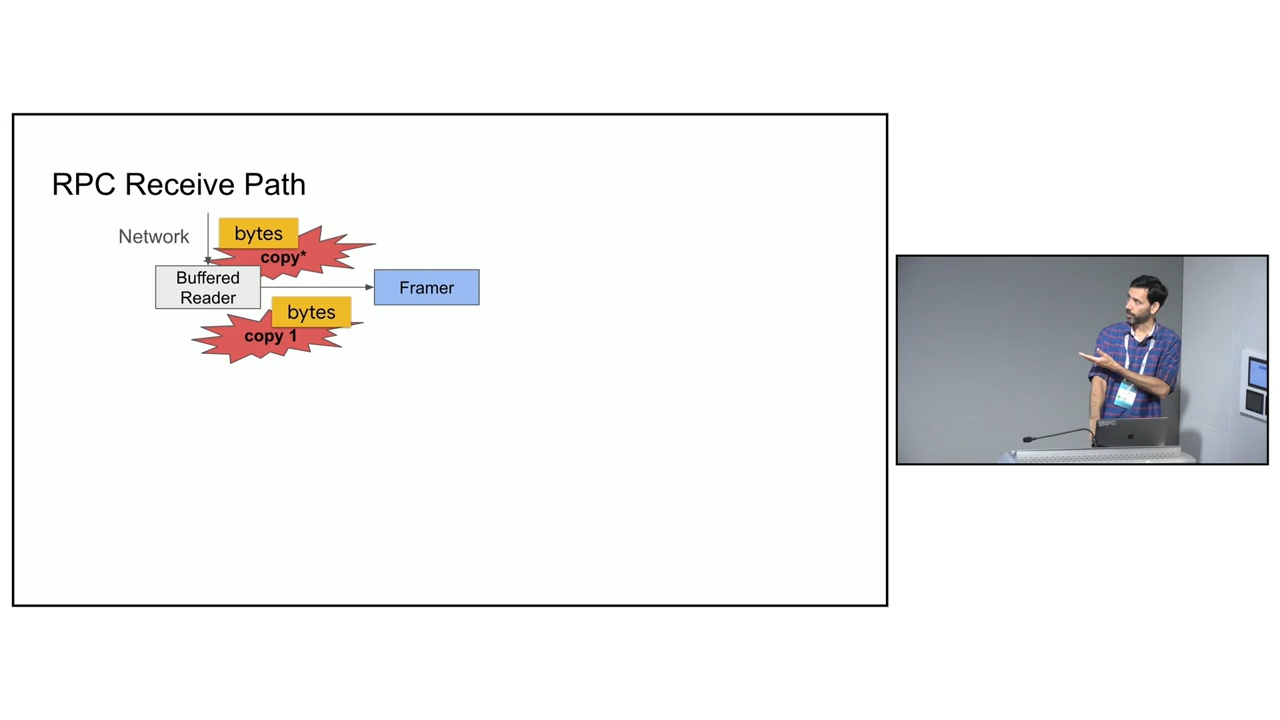 RPC Receive Path
Network
bytes
copy*
Buffered
Reader
Framer
bytes
copy 1